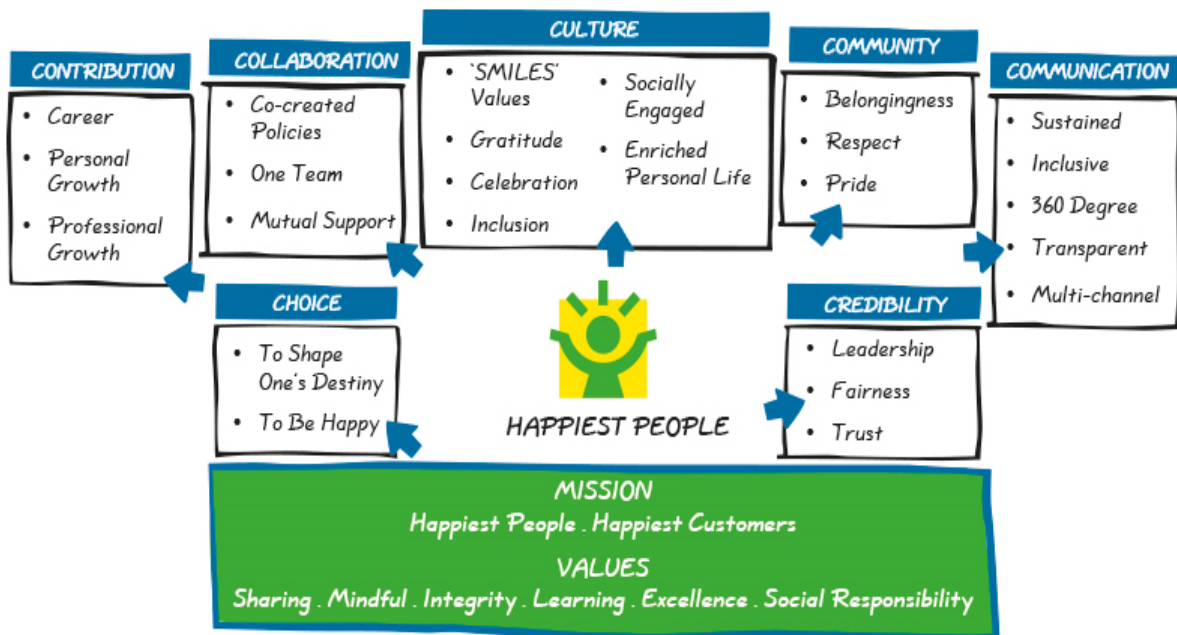 CONTRIBUTION
• Career
• Personal
Growth
• Professional
Growth
COLLABORATION
• Co-created
Policies
• One Team
• Mutual Support
CULTURE
• 'SMILES'
Values
• Gratitude
• Celebration
• Inclusion
• Socially
Engaged
• Enriched
Personal Life
COMMUNITY
• Belongingness
• Respect
• Pride
COMMUNICATION
• Sustained
• Inclusive
• 360 Degree
• Transparent
• Multi-channel
CHOICE
• To Shape
One's Destiny
• To Be Happy
HAPPIEST PEOPLE
CREDIBILITY
• Leadership
• Fairness
• Trust
MISSION
Happiest People . Happiest Customers
VALUES
Sharing . Mindful . Integrity . Learning . Excellence . Social Responsibility